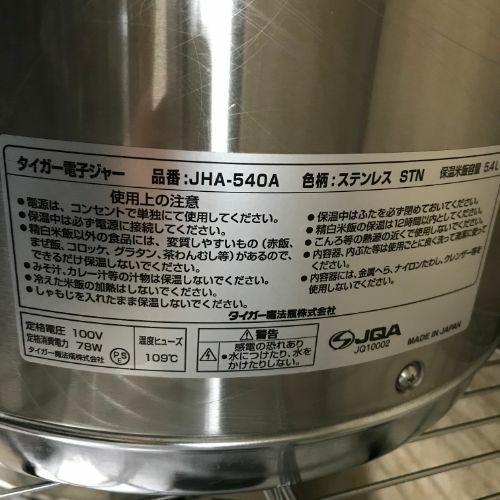 タイガー電子ジャー 品番:JHA-540A 色柄:ステンレス STN 保温米飯容量 5.4L
使用上の注意
●電源は、コンセントで単独にて使用してください。
●保温中は必ず電源に接続してください。
●精白米飯以外の食品には、変質しやすいもの(赤飯、
まぜ飯、コロッケ、グラタン、茶わんむし等)があるので、
できるだけ保温しないでください。
●みそ汁、カレー汁等の汁物は保温しないでください。
●冷えた米飯の加熱はしないでください。
●しゃもじを入れたまま保温しないでください。
●保温中はふたを必ず閉めておいてください。
●精白米飯の保温は12時間以内としてください。
●こんろ等の熱源の近くで使用しないでください。
●内容器、内ぶた等は使用ごとに良く洗って清潔に使って
ください。
●内容器には、金属へら、ナイロンたわし、クレンザー等を
使用しないでください。
タイガー魔法瓶株式会社
定格電圧 100V
定格消費電力 78W
タイガー魔法瓶株式会社
PS
E
温度ヒューズ
109℃
⚠警告
感電の恐れあり
●水につけたり、水を
かけたりしない。
JQA
JQ10002
MADE IN JAPAN